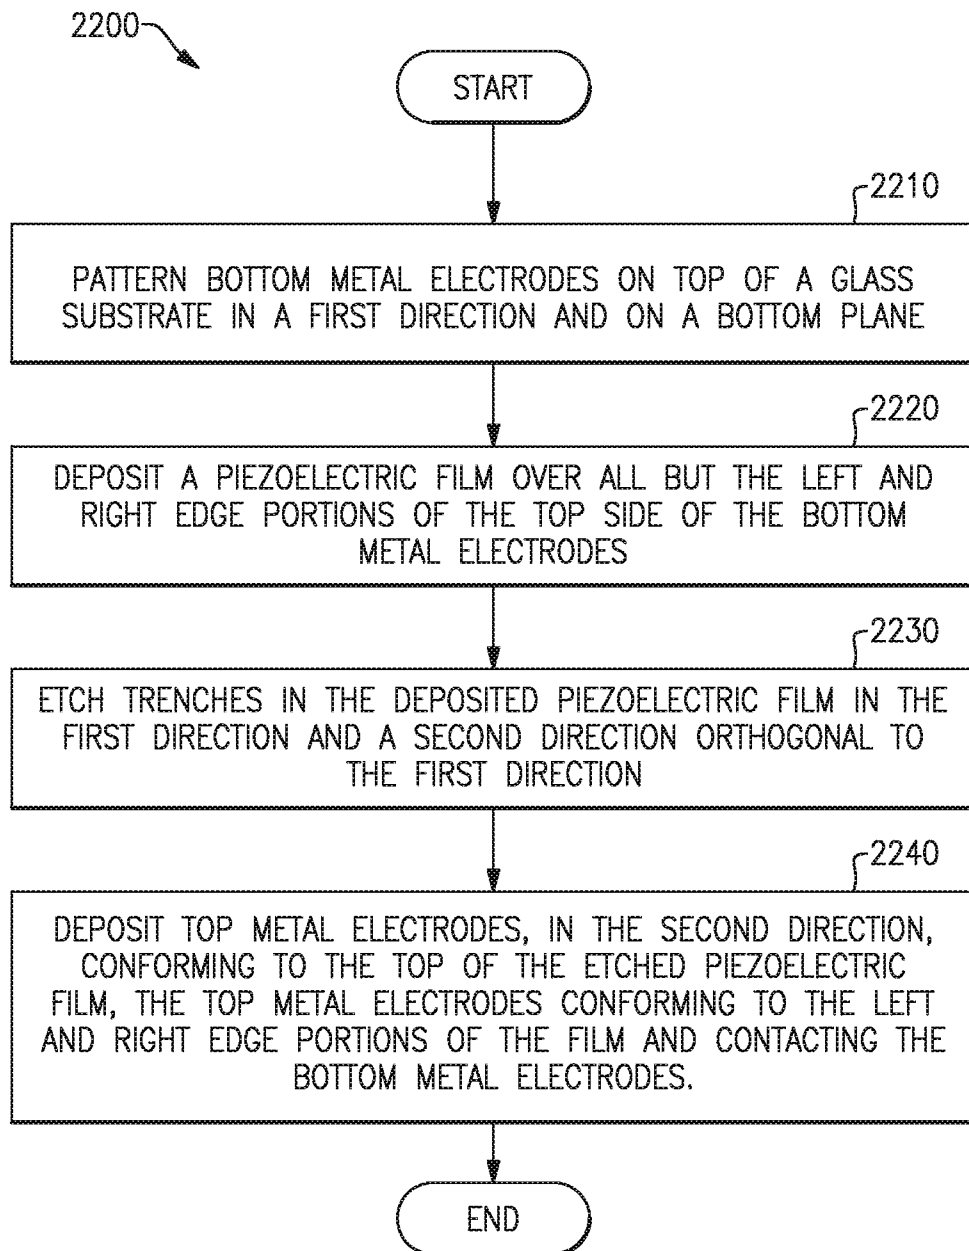 2200
START
2210
PATTERN BOTTOM METAL ELECTRODES ON TOP OF A GLASS
SUBSTRATE IN A FIRST DIRECTION AND ON A BOTTOM PLANE
2220
DEPOSIT A PIEZOELECTRIC FILM OVER ALL BUT THE LEFT AND
RIGHT EDGE PORTIONS OF THE TOP SIDE OF THE BOTTOM
METAL ELECTRODES
2230
ETCH TRENCHES IN THE DEPOSITED PIEZOELECTRIC FILM IN THE
FIRST DIRECTION AND A SECOND DIRECTION ORTHOGONAL TO
THE FIRST DIRECTION
2240
DEPOSIT TOP METAL ELECTRODES, IN THE SECOND DIRECTION,
CONFORMING TO THE TOP OF THE ETCHED PIEZOELECTRIC
FILM, THE TOP METAL ELECTRODES CONFORMING TO THE LEFT
AND RIGHT EDGE PORTIONS OF THE FILM AND CONTACTING THE
BOTTOM METAL ELECTRODES.
END